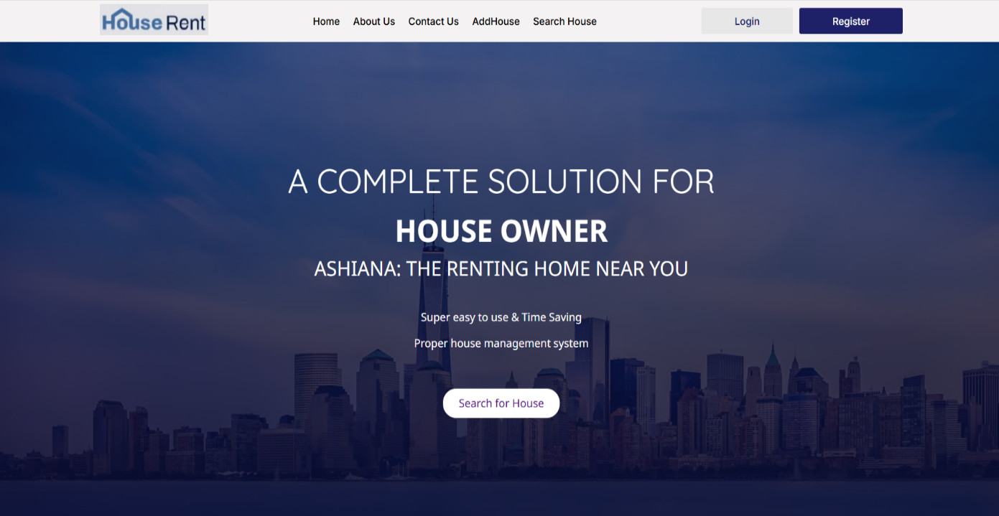 House Rent
Home About Us Contact Us AddHouse Search House
Login Register
A COMPLETE SOLUTION FOR
HOUSE OWNER
ASHIANA: THE RENTING HOME NEAR YOU
Super easy to use & Time Saving
Proper house management system
Search for House